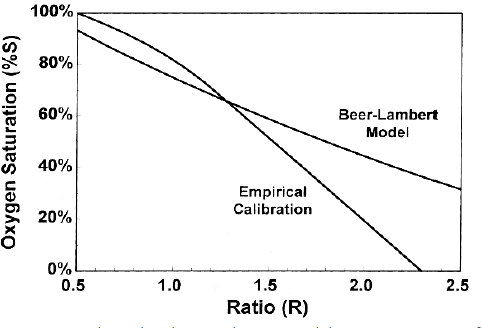 100%
80%
60%
40%
20%
0%
Oxygen Saturation (%S)
Beer-Lambert
Model
Empirical
Calibration
0.5 1.0 1.5 2.0 2.5
Ratio (R)